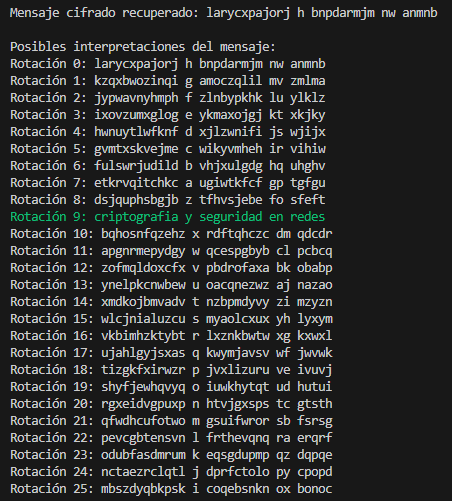 Mensaje cifrado recuperado: larycxpajorj h bnpdarmjm nw anmnb
Posibles interpretaciones del mensaje:
Rotación 0: larycxpajorj h bnpdarmjm nw anmnb
Rotación 1: kzqxbwozinqi g amoczqlil mv zmlma
Rotación 2: jypwavnyhmph f zlnbypkhk lu ylklz
Rotación 3: ixovzumxglog e ykmaxojgj kt xkjky
Rotación 4: hwnuytlwfknf d xjlzwnifi js wjijx
Rotación 5: gvmtxskvejme c wikyvmheh ir vihiw
Rotación 6: fulswrjudild b vhjxulgdg hq uhghv
Rotación 7: etkrvqitchkc a ugiwtkfcf gp tgfgu
Rotación 8: dsjquphsbgjb z tfhvsjebe fo sfeft
Rotación 9: criptografia y seguridad en redes
Rotación 10: bqhosnfqzehz x rdftqhczc dm qdcdr
Rotación 11: apgnrmepydgy w qcespgbyb cl pcbcq
Rotación 12: zofmqldoxcfx v pbdrofaxa bk obabp
Rotación 13: ynelpkcnwbew u oacqnezwz aj nazao
Rotación 14: xmdkojbmvadv t nzbpmdyvy zi mzyzn
Rotación 15: wlcjnialuzcu s myaolcxux yh lyxym
Rotación 16: vkbimhzktybt r lxznkbwtw xg kxwxl
Rotación 17: ujahlgyjsxas q kwymjavsv wf jwvwk
Rotación 18: tizgkfxirwzr p jvxlizuru ve ivuvj
Rotación 19: shyfjewhqvyq o iuwkhytqt ud hutui
Rotación 20: rgxeidvgpuxp n htvjgxsps tc gtsth
Rotación 21: qfwdhcufotwo m gsuifwror sb fsrsg
Rotación 22: pevcgbtensvn l frthevqnq ra erqrf
Rotación 23: odubfasdmrum k eqsgdupmp qz dqpqe
Rotación 24: nctaezrclqtl j dprfctolo py cpopd
Rotación 25: mbszdyqbkpsk i coqebsnkn ox bonoc